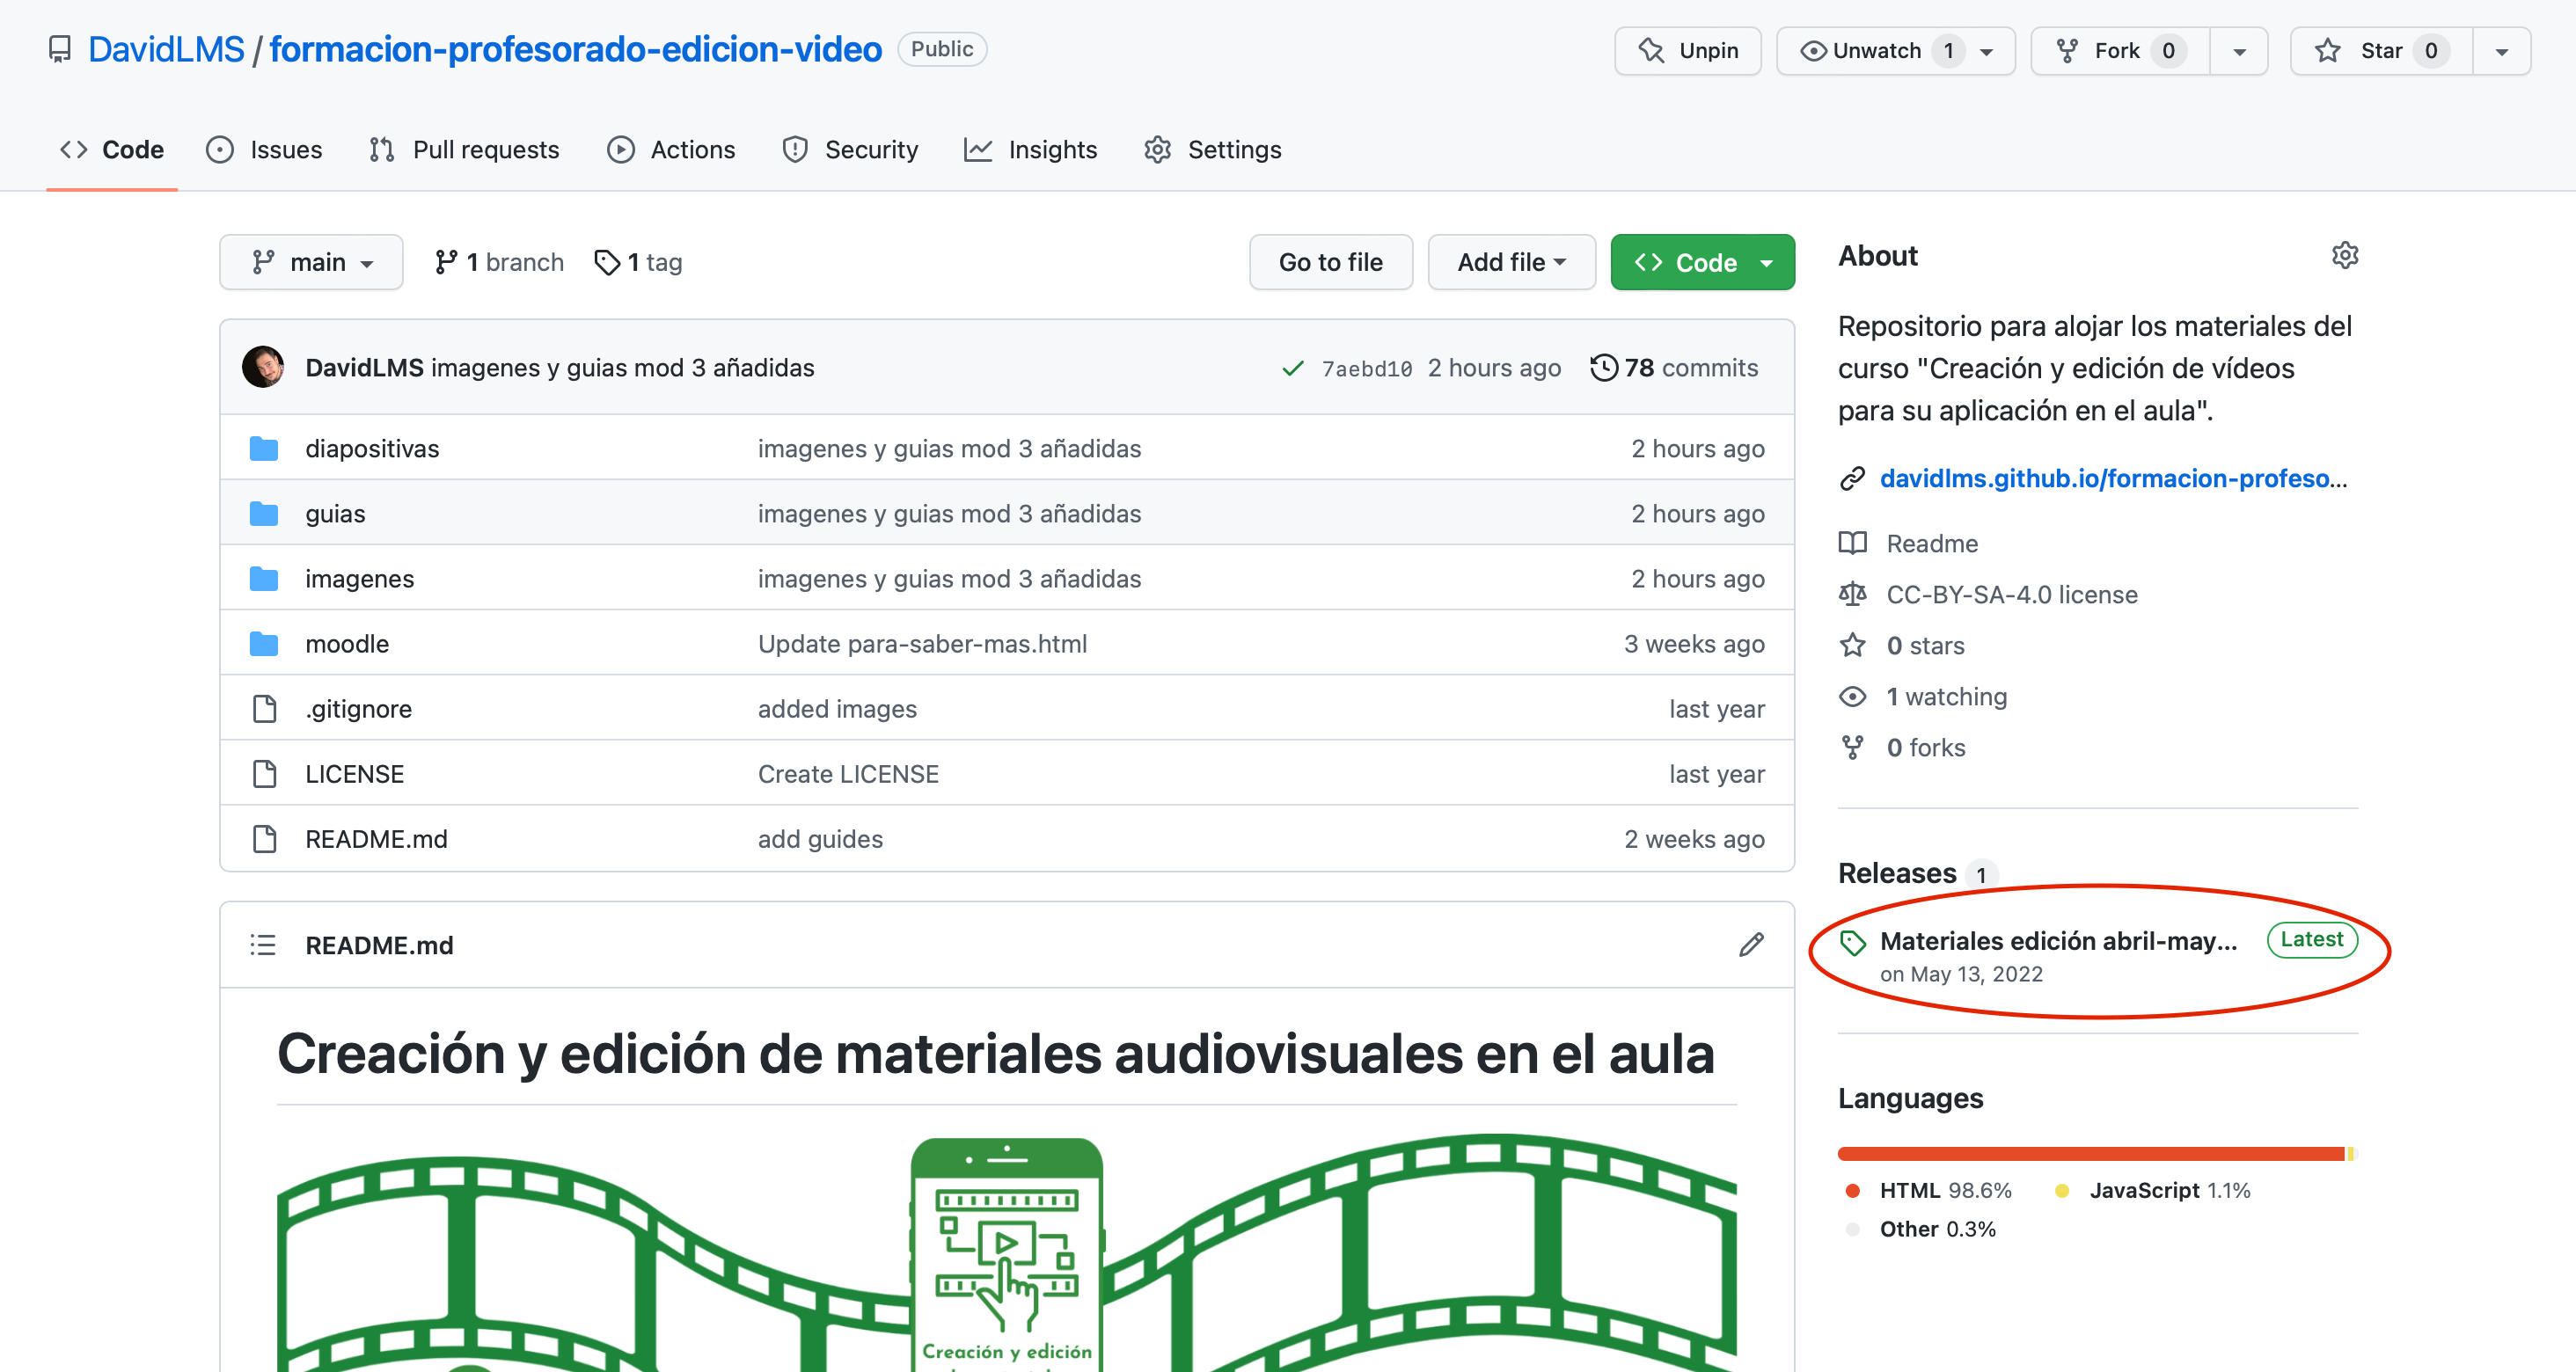 DavidLMS / formacion-profesorado-edicion-video Public
Unpin
Unwatch 1
Fork 0
Star 0
Code
Issues
Pull requests
Actions
Security
Insights
Settings
main
1 branch
1 tag
Go to file
Add file
Code
DavidLMS imagenes y guias mod 3 añadidas
7aebd10 2 hours ago
78 commits
diapositivas imagenes y guias mod 3 añadidas 2 hours ago
guias imagenes y guias mod 3 añadidas 2 hours ago
imagenes imagenes y guias mod 3 añadidas 2 hours ago
moodle Update para-saber-mas.html 3 weeks ago
.gitignore added images last year
LICENSE Create LICENSE last year
README.md add guides 2 weeks ago
README.md
Creación y edición de materiales audiovisuales en el aula
Creación y edición
About
Repositorio para alojar los materiales del
curso "Creación y edición de vídeos
para su aplicación en el aula".
davidlms.github.io/formacion-profeso...
Readme
CC-BY-SA-4.0 license
0 stars
1 watching
0 forks
Releases 1
Materiales edición abril-may... Latest
on May 13, 2022
Languages
HTML 98.6% JavaScript 1.1%
Other 0.3%